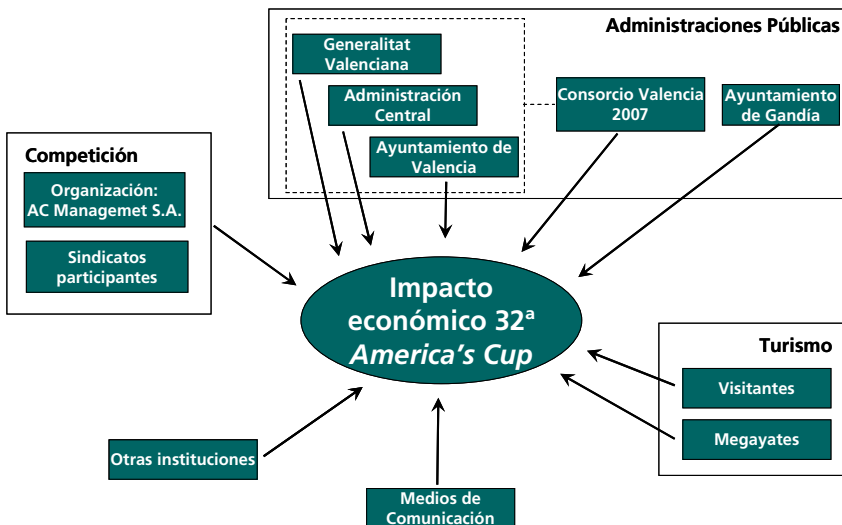 Administraciones Públicas
Generalitat
Valenciana
Administración
Central
Ayuntamiento de
Valencia
Consorcio Valencia
2007
Ayuntamiento
de Gandía
Competición
Organización:
AC Managemet S.A.
Sindicatos
participantes
Impacto
económico 32ª
America's Cup
Turismo
Visitantes
Megayates
Otras instituciones
Medios de
Comunicación